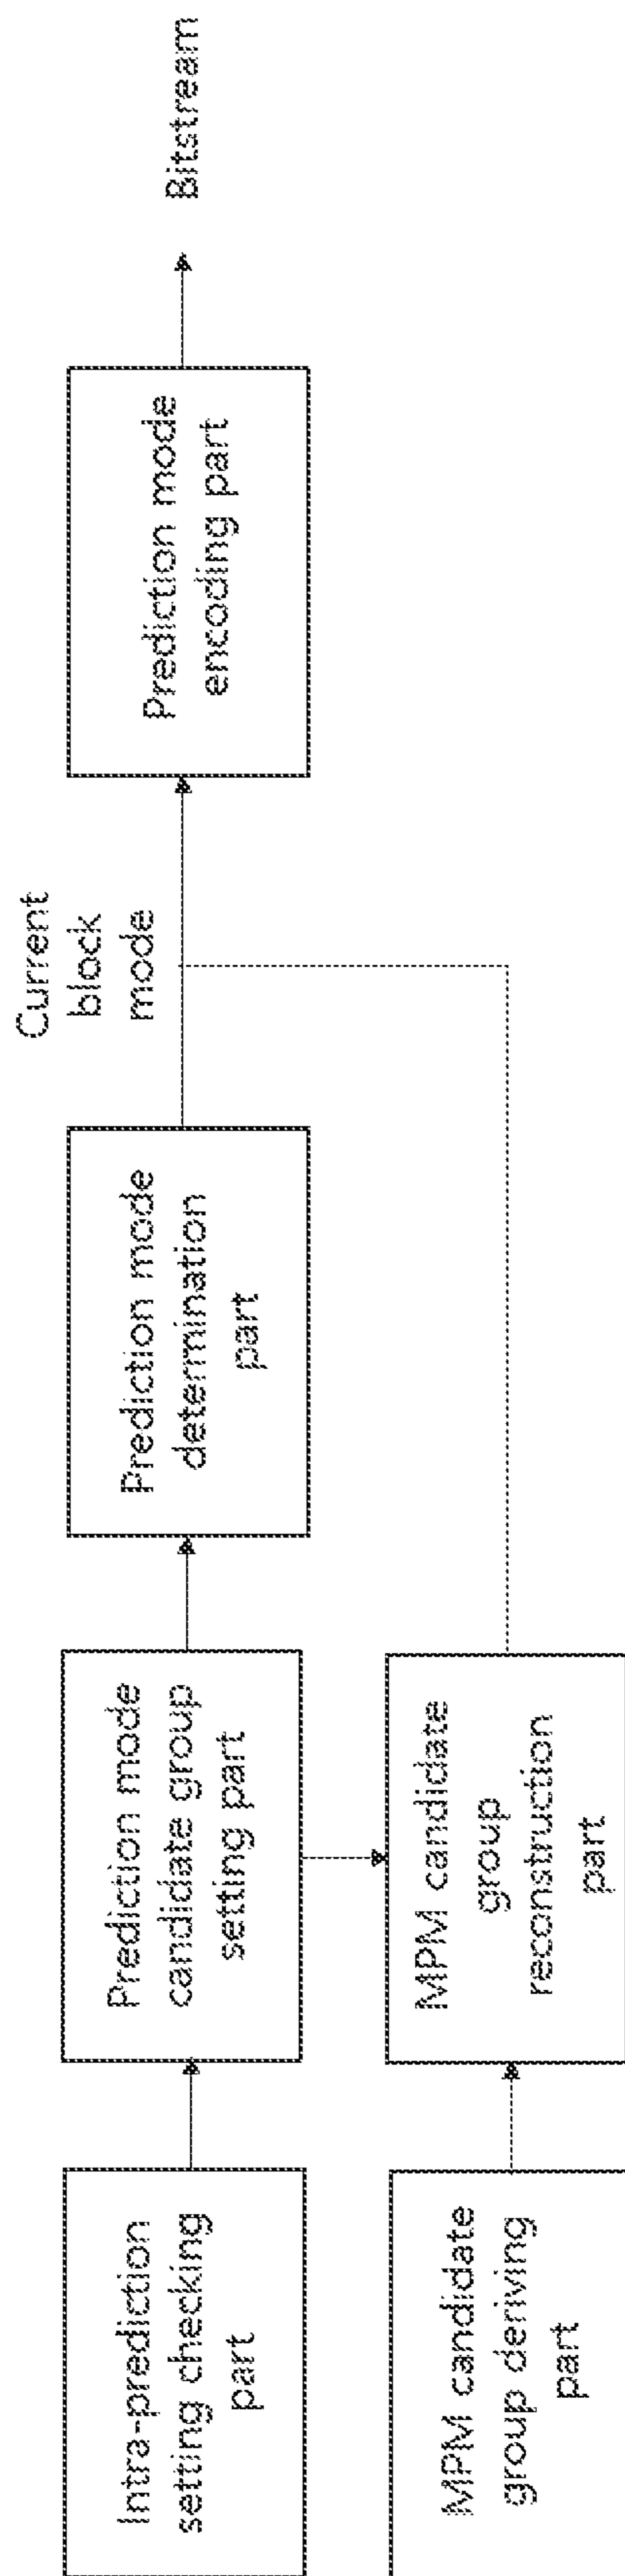 Intra-prediction
setting checking
part
Prediction mode
candidate group
setting part
Prediction mode
determination
part
Current
block
mode
Prediction mode
encoding part
Bitstream
MPM candidate
group deriving
part
MPM candidate
group
reconstruction
part